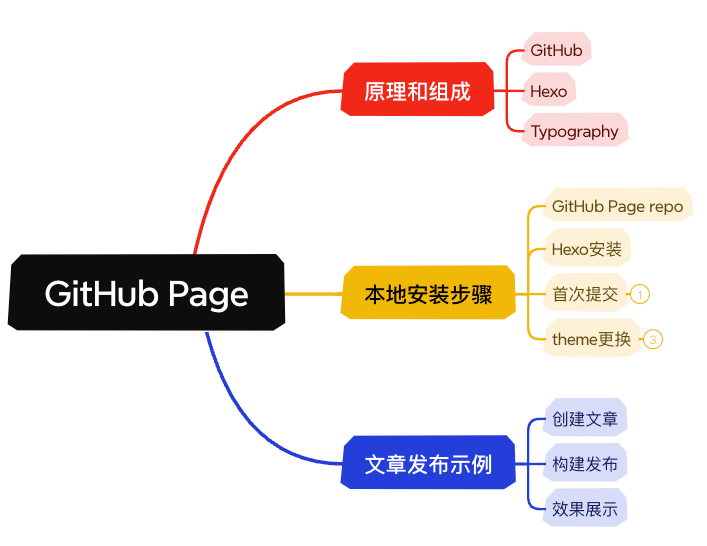 GitHub Page
原理和组成
GitHub
Hexo
Typography
本地安装步骤
GitHub Page repo
Hexo安装
首次提交
1
theme更换
3
文章发布示例
创建文章
构建发布
效果展示